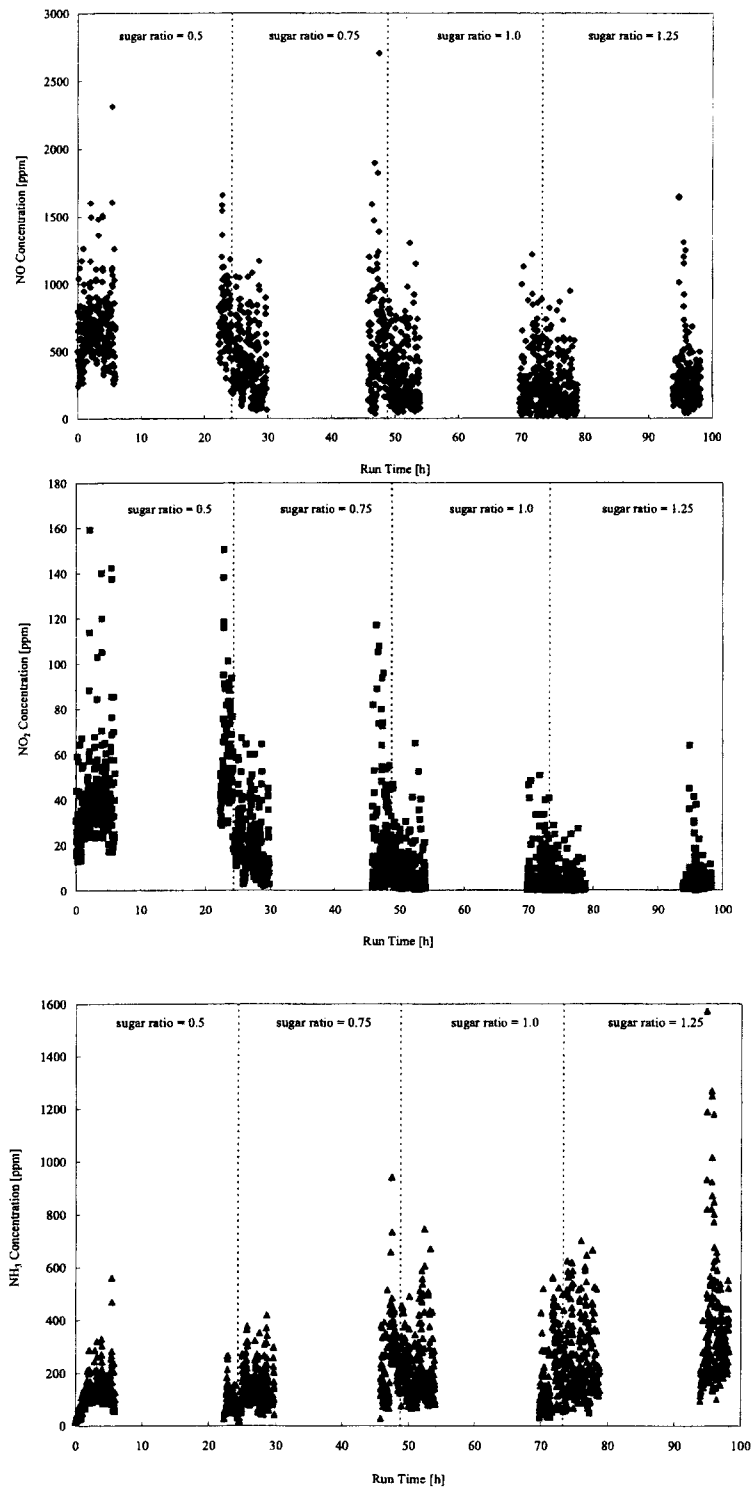 3000
sugar ratio = 0.5 sugar ratio = 0.75 sugar ratio = 1.0 sugar ratio = 1.25
2500
2000
NO Concentration [ppm]
1500
1000
500
0
0 10 20 30 40 50 60 70 80 90 100
Run Time [h]
180
sugar ratio = 0.5 sugar ratio = 0.75 sugar ratio = 1.0 sugar ratio = 1.25
160
140
120
NO₂ Concentration [ppm]
100
80
60
40
20
0
0 10 20 30 40 50 60 70 80 90 100
Run Time [h]
1600
sugar ratio = 0.5 sugar ratio = 0.75 sugar ratio = 1.0 sugar ratio = 1.25
1400
1200
1000
NH₃ Concentration [ppm]
800
600
400
200
0
0 10 20 30 40 50 60 70 80 90 100
Run Time [h]